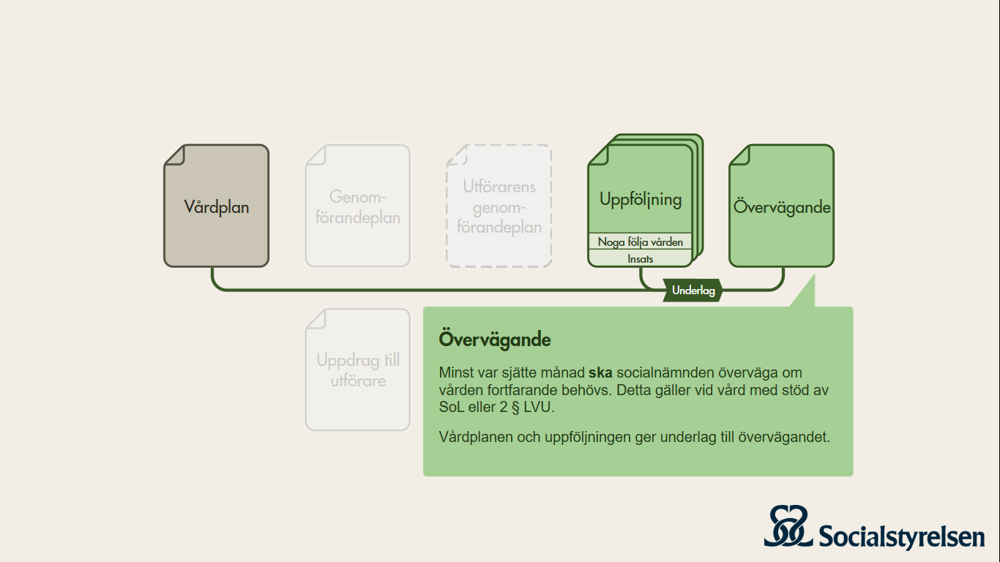 Vårdplan
Genom-
förandeplan
Utförarens
genom-
förandeplan
Uppföljning
Noga följa vården
Insats
Övervägande
Underlag
Uppdrag till
utförare
Övervägande
Minst var sjätte månad ska socialnämnden överväga om
vården fortfarande behövs. Detta gäller vid vård med stöd av
SoL eller 2 § LVU.
Vårdplanen och uppföljningen ger underlag till övervägandet.
Socialstyrelsen